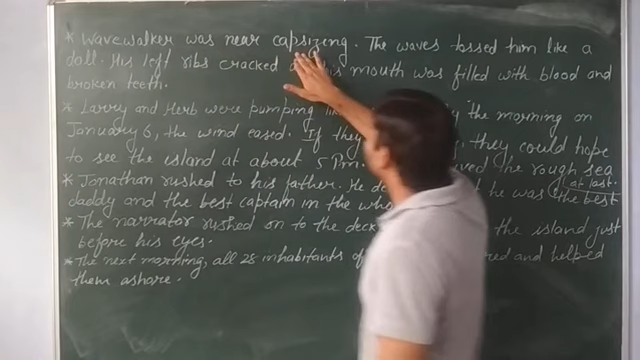 * Wavewalker was near capsizing. The waves tossed him like a
doll. His left ribs cracked his mouth was filled with blood and
broken teeth.
* Larry and Herb were pumping the morning on
January 6, the wind eased. If they they could hope
to see the island at about 5 Pm. the rough sea
* Jonathan rushed to his father. He he was at last.
daddy and the best captain in the the best
* The narrator rushed on to the deck the island just
before his eyes.
* The next morning, all 28 inhabitants of and helped
them ashore.